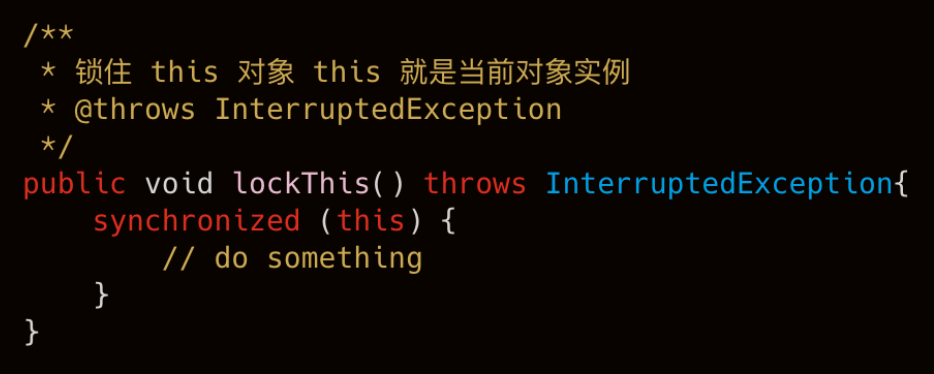 /**
 * 锁住 this 对象 this 就是当前对象实例
 * @throws InterruptedException
 */
public void lockThis() throws InterruptedException{
    synchronized (this) {
        // do something
    }
}